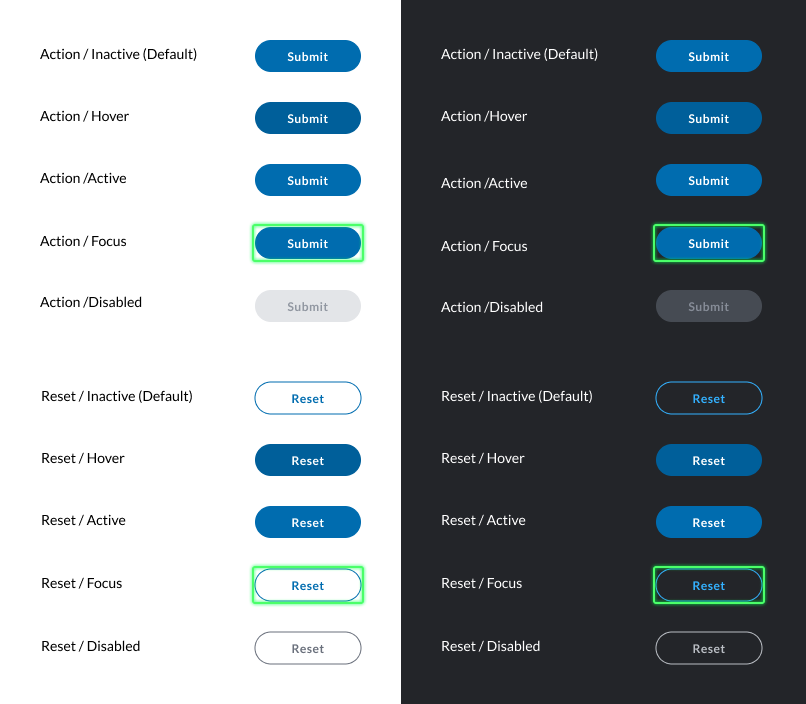 Action / Inactive (Default) Submit
Action / Hover Submit
Action /Active Submit
Action / Focus Submit
Action /Disabled Submit
Reset / Inactive (Default) Reset
Reset / Hover Reset
Reset / Active Reset
Reset / Focus Reset
Reset / Disabled Reset
Action / Inactive (Default) Submit
Action /Hover Submit
Action /Active Submit
Action / Focus Submit
Action /Disabled Submit
Reset / Inactive (Default) Reset
Reset / Hover Reset
Reset / Active Reset
Reset / Focus Reset
Reset / Disabled Reset